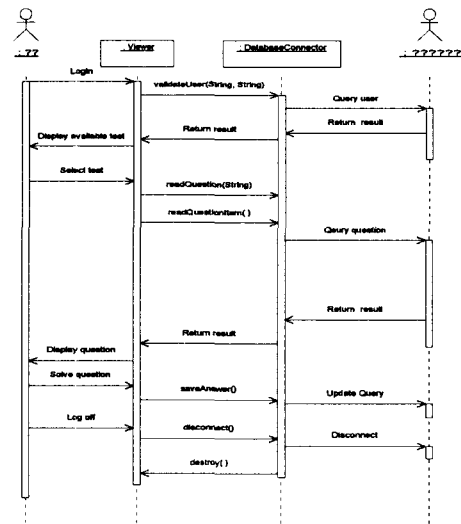 : ??
: Viewer
: DatabaseConnector
: ??????
Login
validateUser(String, String)
Query user
Return result
Return result
Display available test
Select test
readQuestion(String)
readQuestionItem( )
Qeury question
Return result
Return result
Display question
Solve question
saveAnswer()
Update Query
Log off
disconnect()
Disconnect
destroy( )